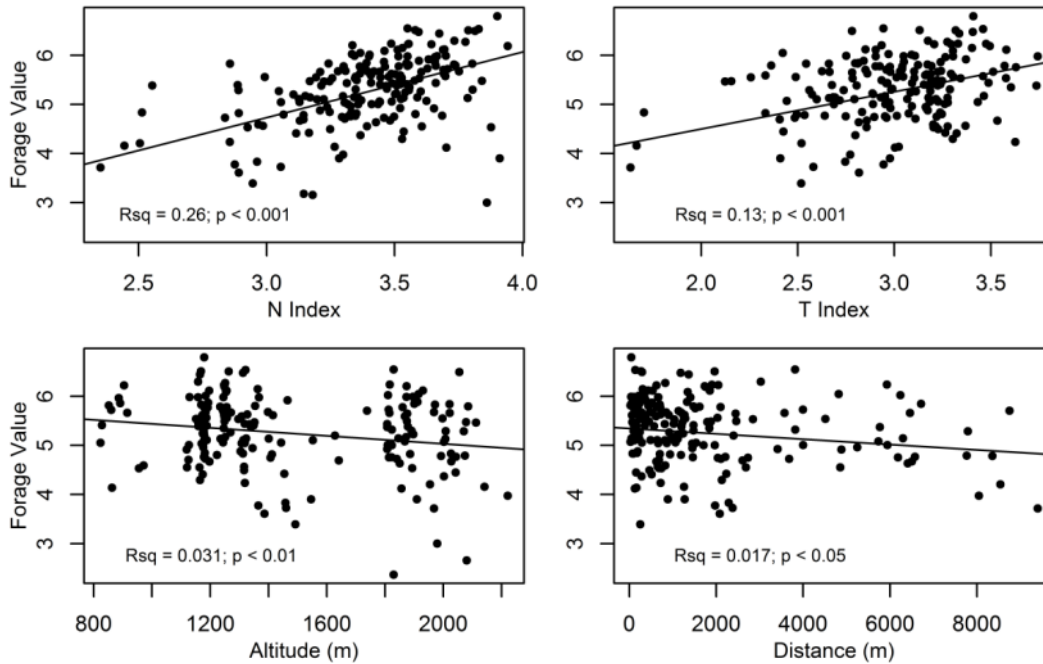 Forage Value
3 4 5 6
Rsq = 0.26; p < 0.001
2.5 3.0 3.5 4.0
N Index
3 4 5 6
Rsq = 0.13; p < 0.001
2.0 2.5 3.0 3.5
T Index
Forage Value
3 4 5 6
Rsq = 0.031; p < 0.01
800 1200 1600 2000
Altitude (m)
3 4 5 6
Rsq = 0.017; p < 0.05
0 2000 4000 6000 8000
Distance (m)